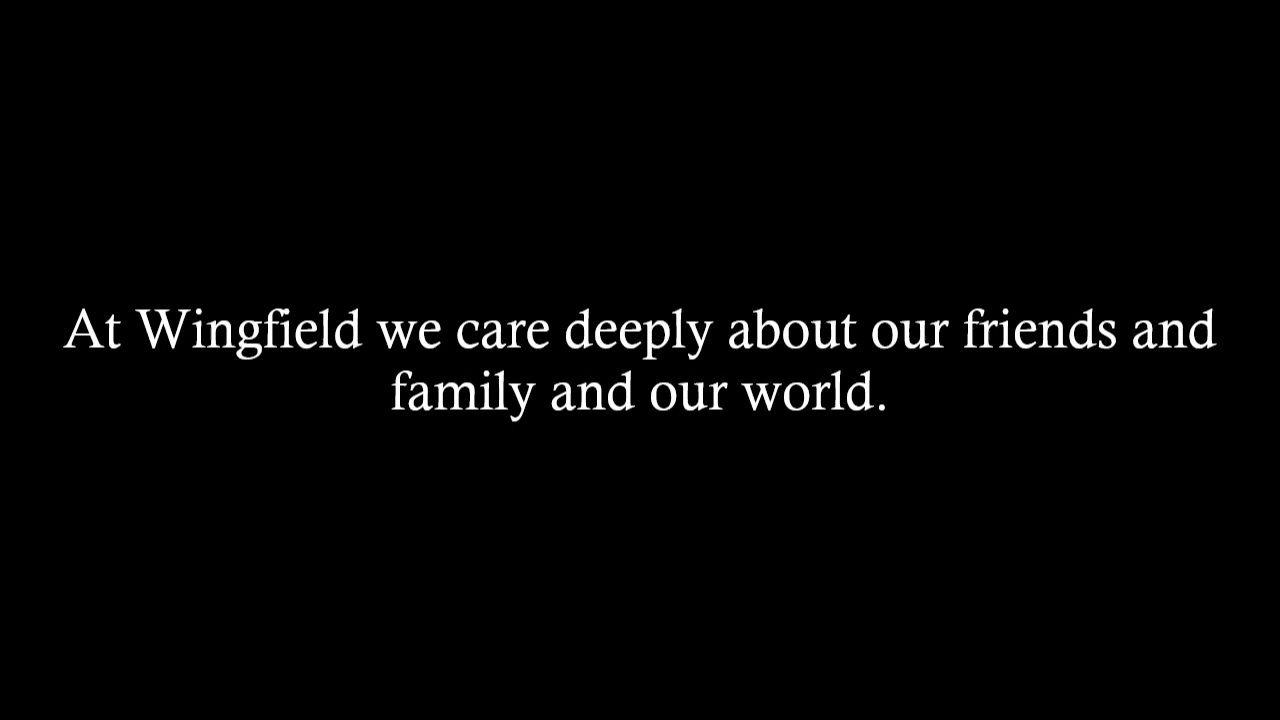 At Wingfield we care deeply about our friends and
family and our world.